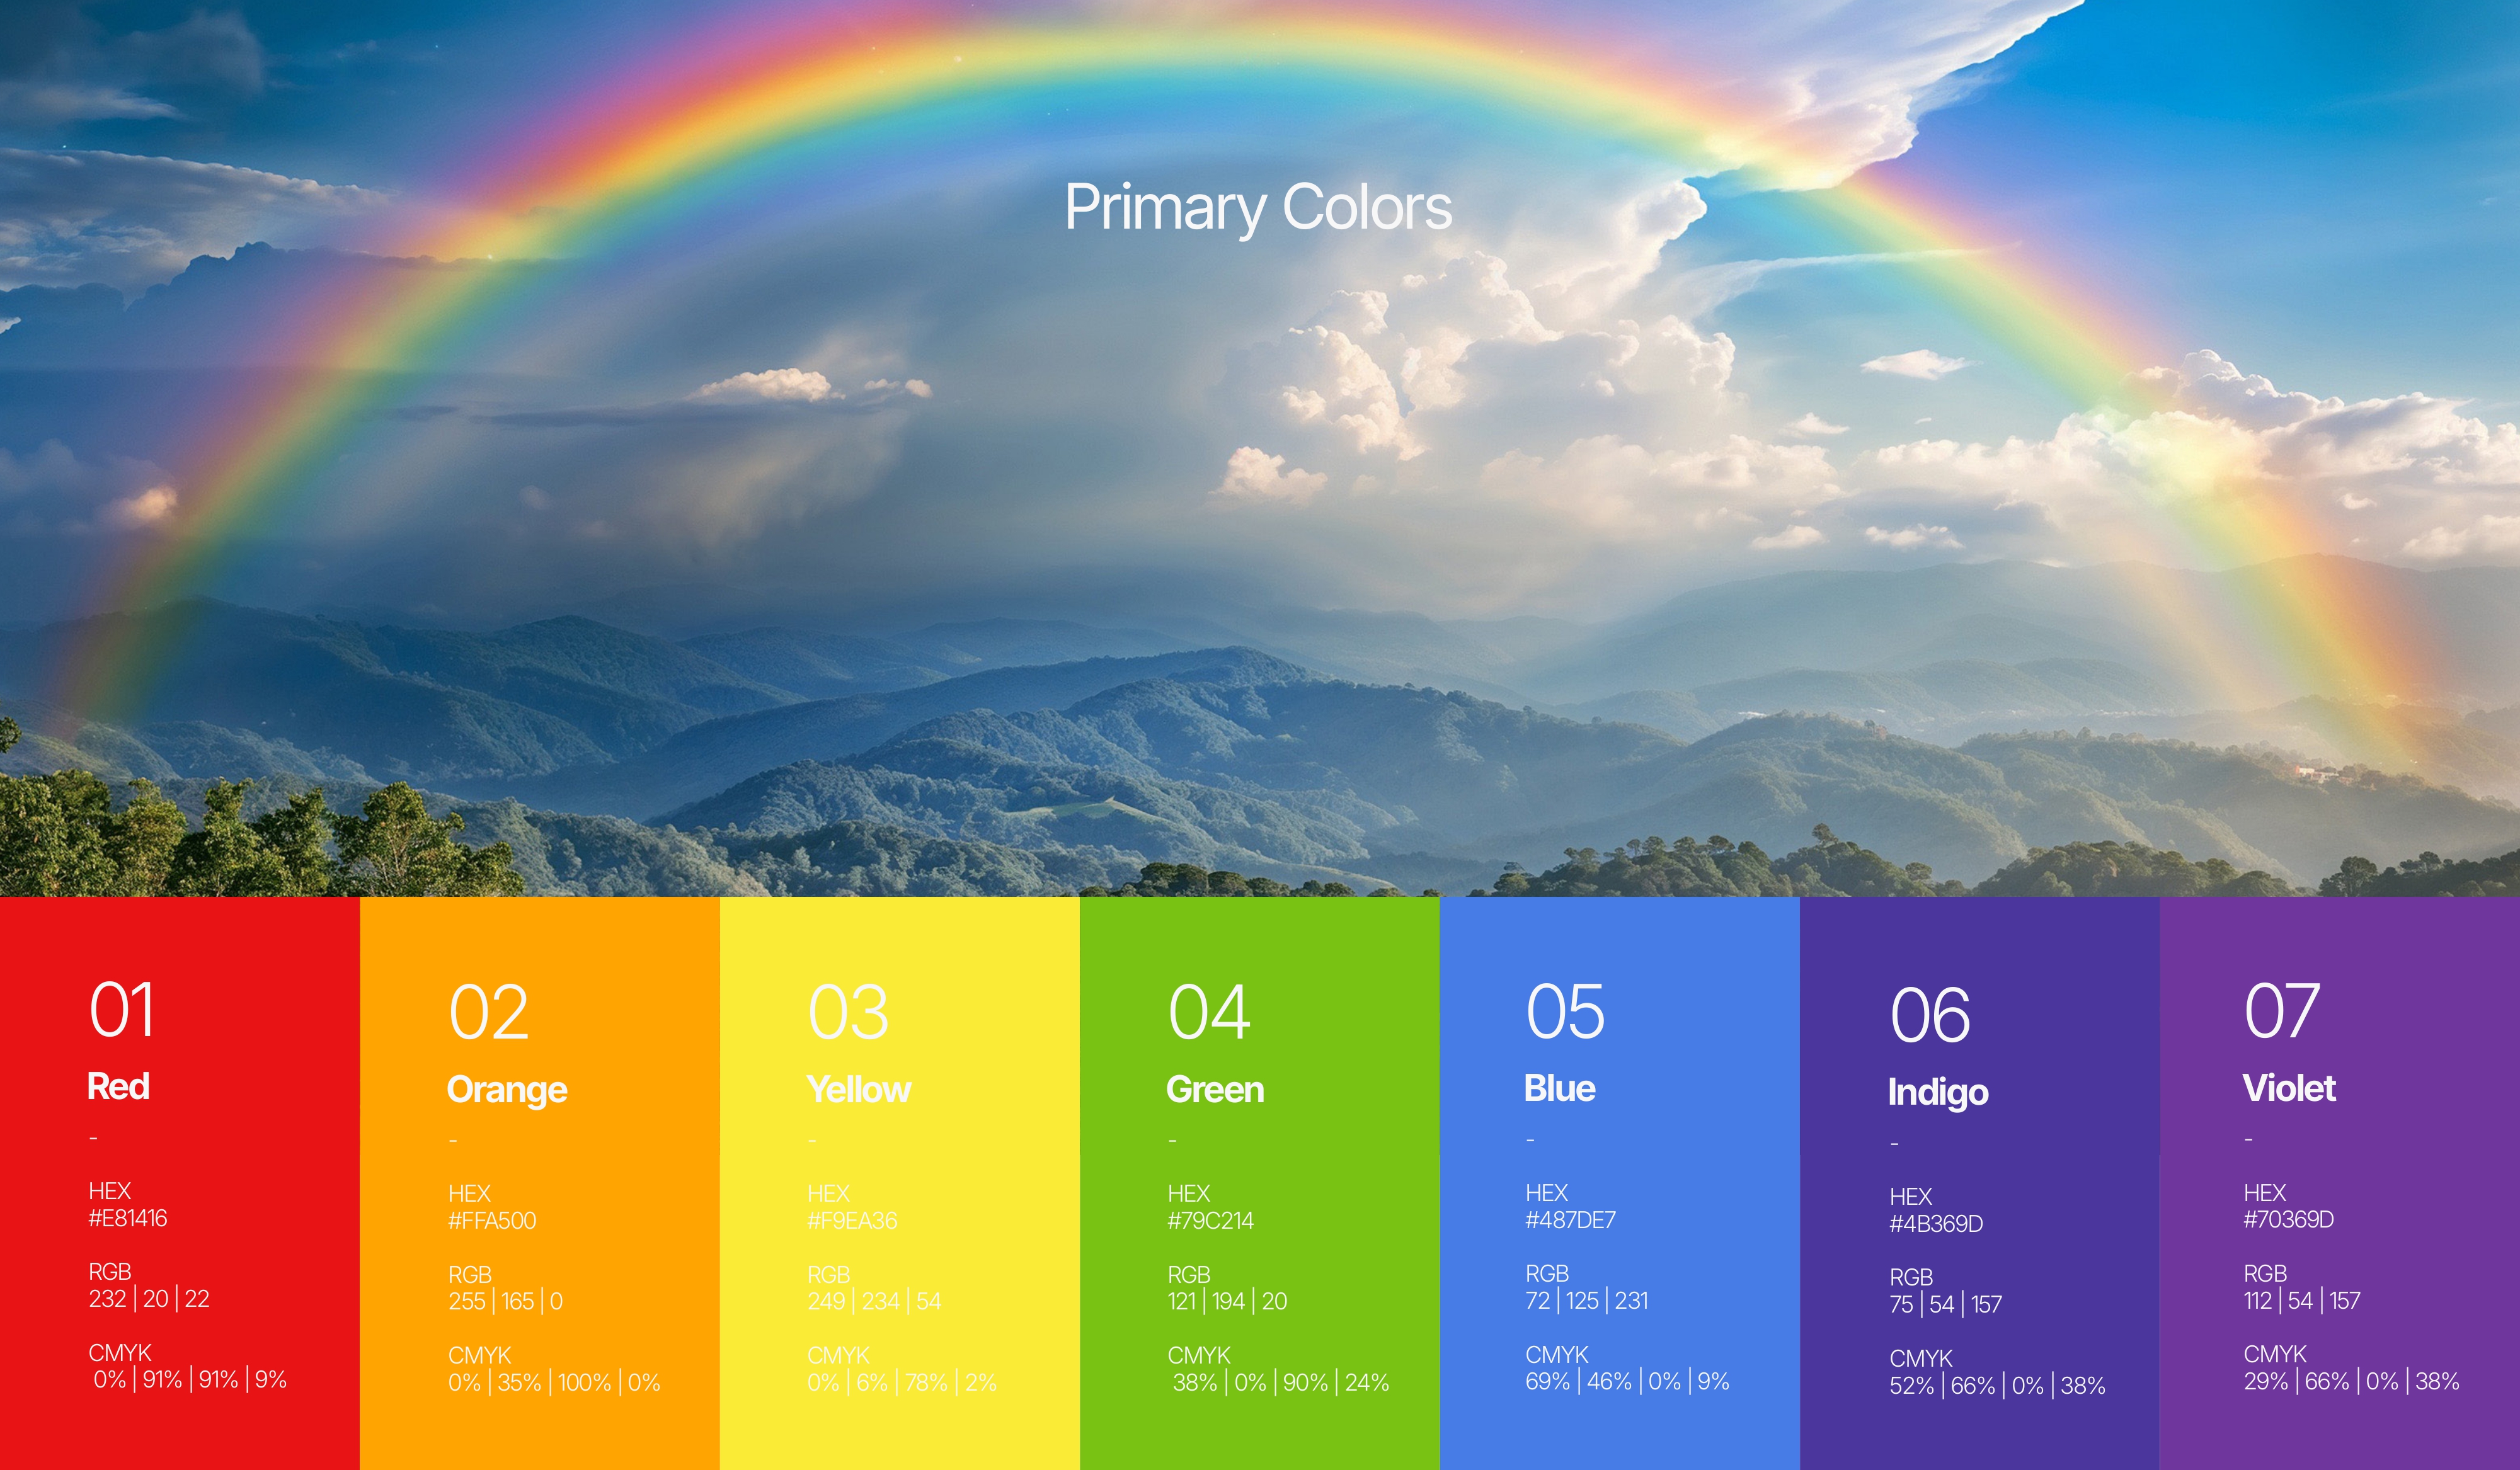 Primary Colors
01
Red
-
HEX
#E81416
RGB
232 | 20 | 22
CMYK
0% | 91% | 91% | 9%
02
Orange
-
HEX
#FFA500
RGB
255 | 165 | 0
CMYK
0% | 35% | 100% | 0%
03
Yellow
-
HEX
#F9EA36
RGB
249 | 234 | 54
CMYK
0% | 6% | 78% | 2%
04
Green
-
HEX
#79C214
RGB
121 | 194 | 20
CMYK
38% | 0% | 90% | 24%
05
Blue
-
HEX
#487DE7
RGB
72 | 125 | 231
CMYK
69% | 46% | 0% | 9%
06
Indigo
-
HEX
#4B369D
RGB
75 | 54 | 157
CMYK
52% | 66% | 0% | 38%
07
Violet
-
HEX
#70369D
RGB
112 | 54 | 157
CMYK
29% | 66% | 0% | 38%